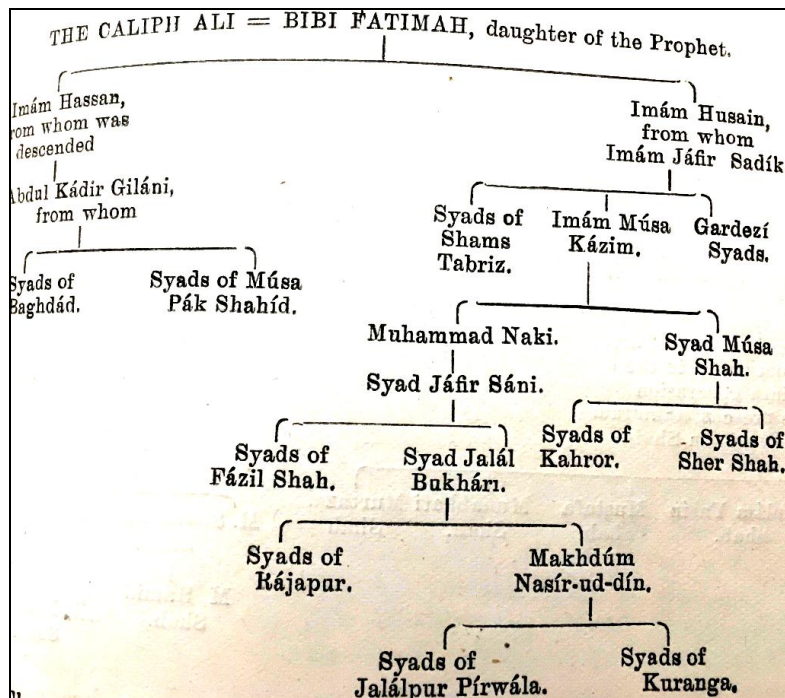 THE CALIPH ALI = BIBI FATIMAH, daughter of the Prophet.
Imám Hassan,
from whom was
descended
Imám Husain,
from whom
Imám Jáfir Sadík
Abdul Kádir Giláni,
from whom
Syads of
Shams
Tabriz.
Imám Músa
Kázim.
Gardezí
Syads.
Syads of
Baghdád.
Syads of Músa
Pák Shahíd.
Muhammad Naki.
Syad Músa
Shah.
Syad Jáfir Sáni.
Syads of
Fázil Shah.
Syad Jalál
Bukhári.
Syads of
Kahror.
Syads of
Sher Shah.
Syads of
Rájapur.
Makhdúm
Nasír-ud-dín.
Syads of
Jalálpur Pírwála.
Syads of
Kuranga.